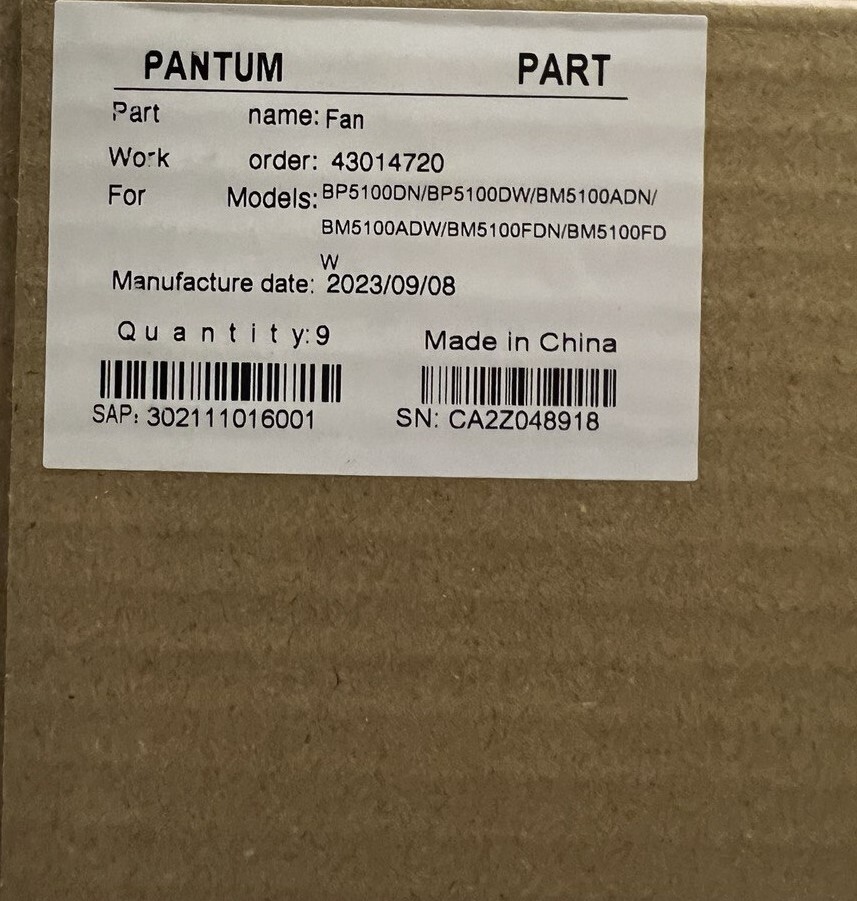 PANTUM PART
Part name: Fan
Work order: 43014720
For Models: BP5100DN/BP5100DW/BM5100ADN/
BM5100ADW/BM5100FDN/BM5100FD
W
Manufacture date: 2023/09/08
Quantity: 9 Made in China
SAP: 302111016001 SN: CA2Z048918